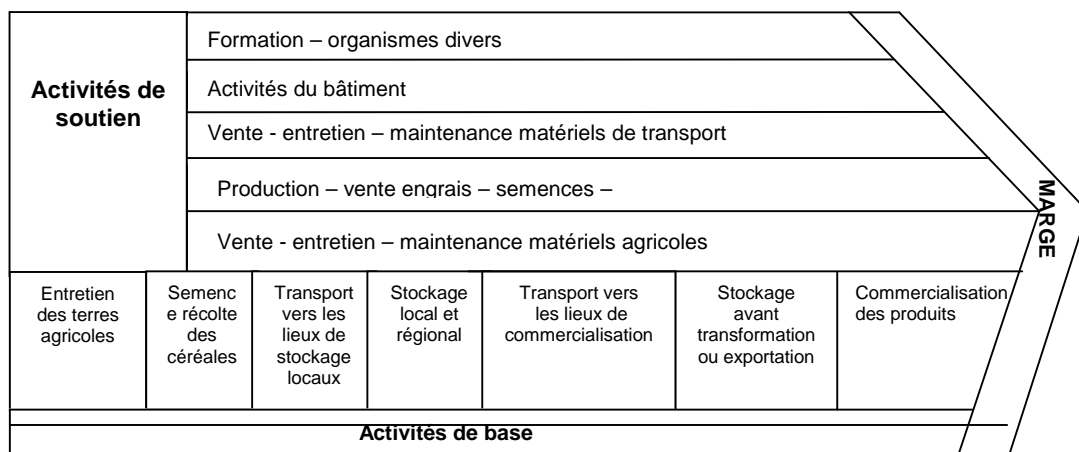 Formation – organismes divers
Activités de
soutien
Activités du bâtiment
Vente - entretien – maintenance matériels de transport
Production – vente engrais – semences –
Vente - entretien – maintenance matériels agricoles
MARGE
Entretien
des terres
agricoles
Semenc
e récolte
des
céréales
Transport
vers les
lieux de
stockage
locaux
Stockage
local et
régional
Transport vers
les lieux de
commercialisation
Stockage
avant
transformation
ou exportation
Commercialisation
des produits
Activités de base